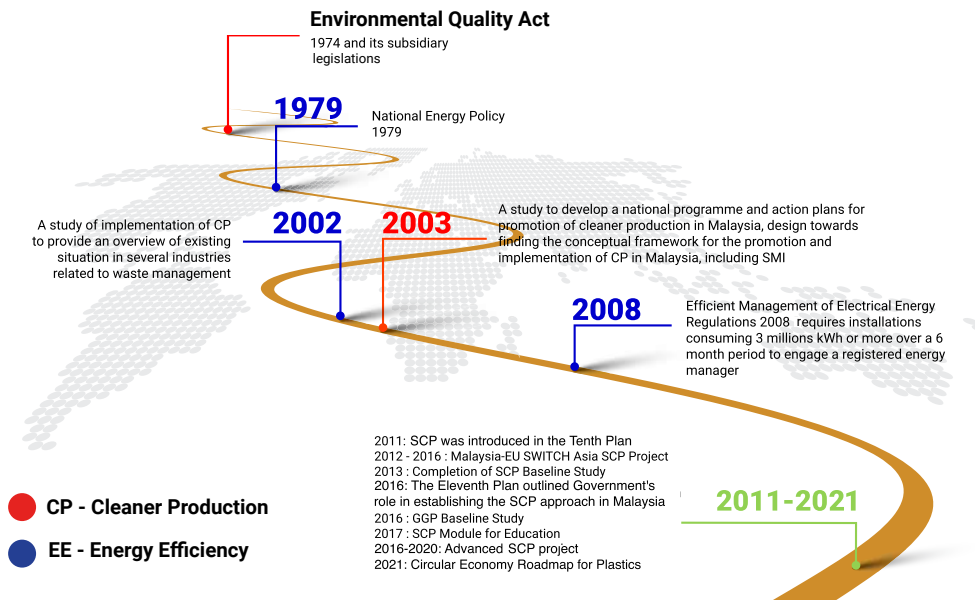 Environmental Quality Act
1974 and its subsidiary
legislations
1979
National Energy Policy
1979
A study of implementation of CP
to provide an overview of existing
situation in several industries
related to waste management
2002
2003
A study to develop a national programme and action plans for
promotion of cleaner production in Malaysia, design towards
finding the conceptual framework for the promotion and
implementation of CP in Malaysia, including SMI
2008
Efficient Management of Electrical Energy
Regulations 2008 requires installations
consuming 3 millions kWh or more over a 6
month period to engage a registered energy
manager
2011: SCP was introduced in the Tenth Plan
2012 - 2016 : Malaysia-EU SWITCH Asia SCP Project
2013 : Completion of SCP Baseline Study
2016: The Eleventh Plan outlined Government's
role in establishing the SCP approach in Malaysia
2016 : GGP Baseline Study
2017 : SCP Module for Education
2016-2020: Advanced SCP project
2021: Circular Economy Roadmap for Plastics
2011-2021
CP - Cleaner Production
EE - Energy Efficiency